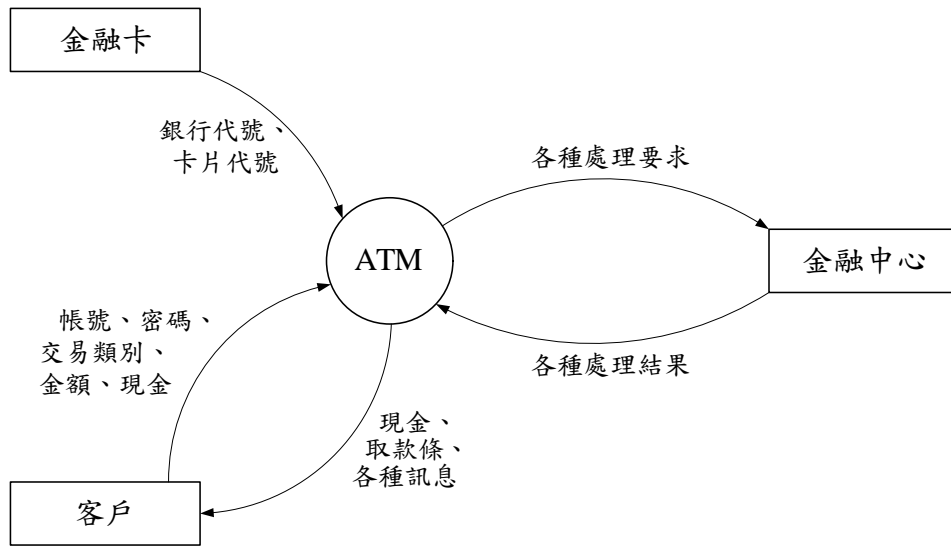 金融卡
銀行代號、
卡片代號
各種處理要求
ATM
金融中心
帳號、密碼、
交易類別、
金額、現金
各種處理結果
現金、
取款條、
各種訊息
客戶